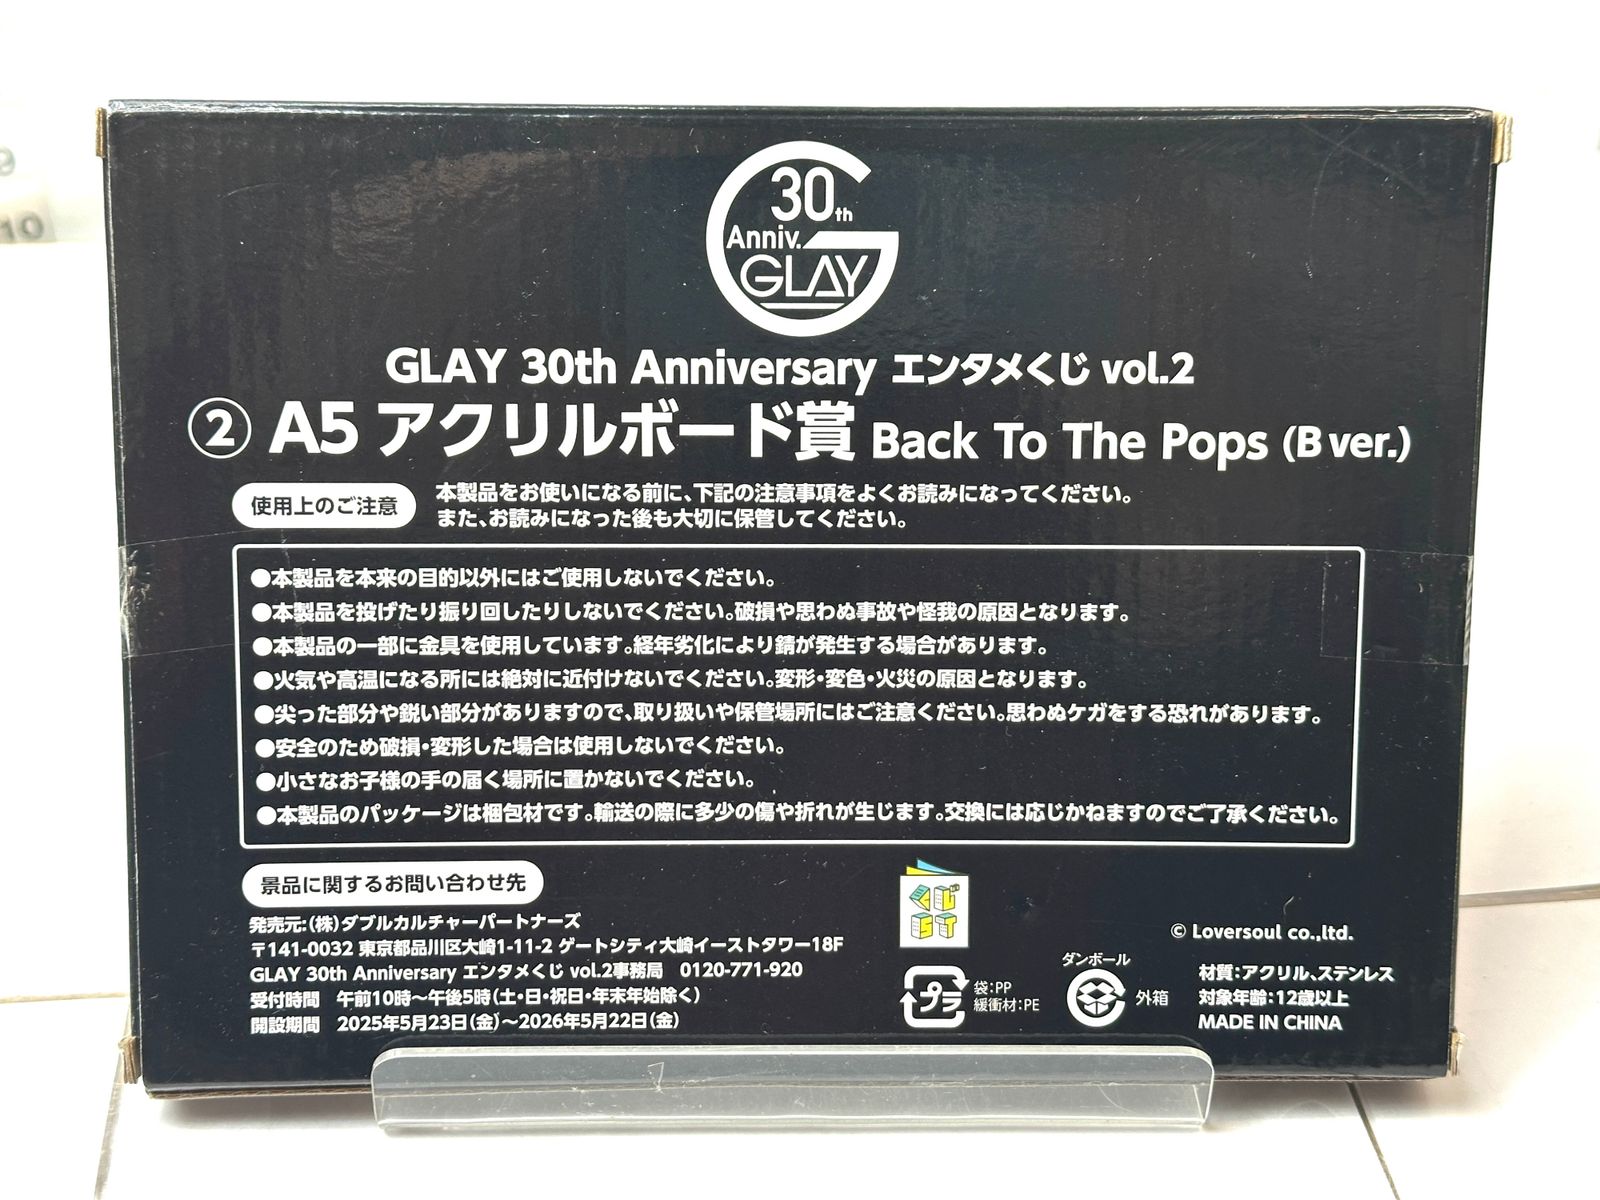 9
10
30th
Anniv.
GLAY
GLAY 30th Anniversary エンタメくじ vol.2
② A5 アクリルボード賞 Back To The Pops (B ver.)
使用上のご注意
本製品をお使いになる前に、下記の注意事項をよくお読みになってください。
また、お読みになった後も大切に保管してください。
●本製品を本来の目的以外にはご使用しないでください。
●本製品を投げたり振り回したりしないでください。破損や思わぬ事故や怪我の原因となります。
●本製品の一部に金具を使用しています。経年劣化により錆が発生する場合があります。
●火気や高温になる所には絶対に近付けないでください。変形・変色・火災の原因となります。
●尖った部分や鋭い部分がありますので、取り扱いや保管場所にはご注意ください。思わぬケガをする恐れがあります。
●安全のため破損・変形した場合は使用しないでください。
●小さなお子様の手の届く場所に置かないでください。
●本製品のパッケージは梱包材です。輸送の際に多少の傷や折れが生じます。交換には応じかねますのでご了承ください。
景品に関するお問い合わせ先
発売元:(株)ダブルカルチャーパートナーズ
〒141-0032 東京都品川区大崎1-11-2 ゲートシティ大崎イーストタワー18F
GLAY 30th Anniversary エンタメくじ vol.2事務局 0120-771-920
受付時間 午前10時～午後5時(土・日・祝日・年末年始除く)
開設期間 2025年5月23日(金)～2026年5月22日(金)
くじ
ST
プラ
袋:PP
緩衝材:PE
ダンボール
外箱
© Loversoul co.,ltd.
材質:アクリル、ステンレス
対象年齢:12歳以上
MADE IN CHINA